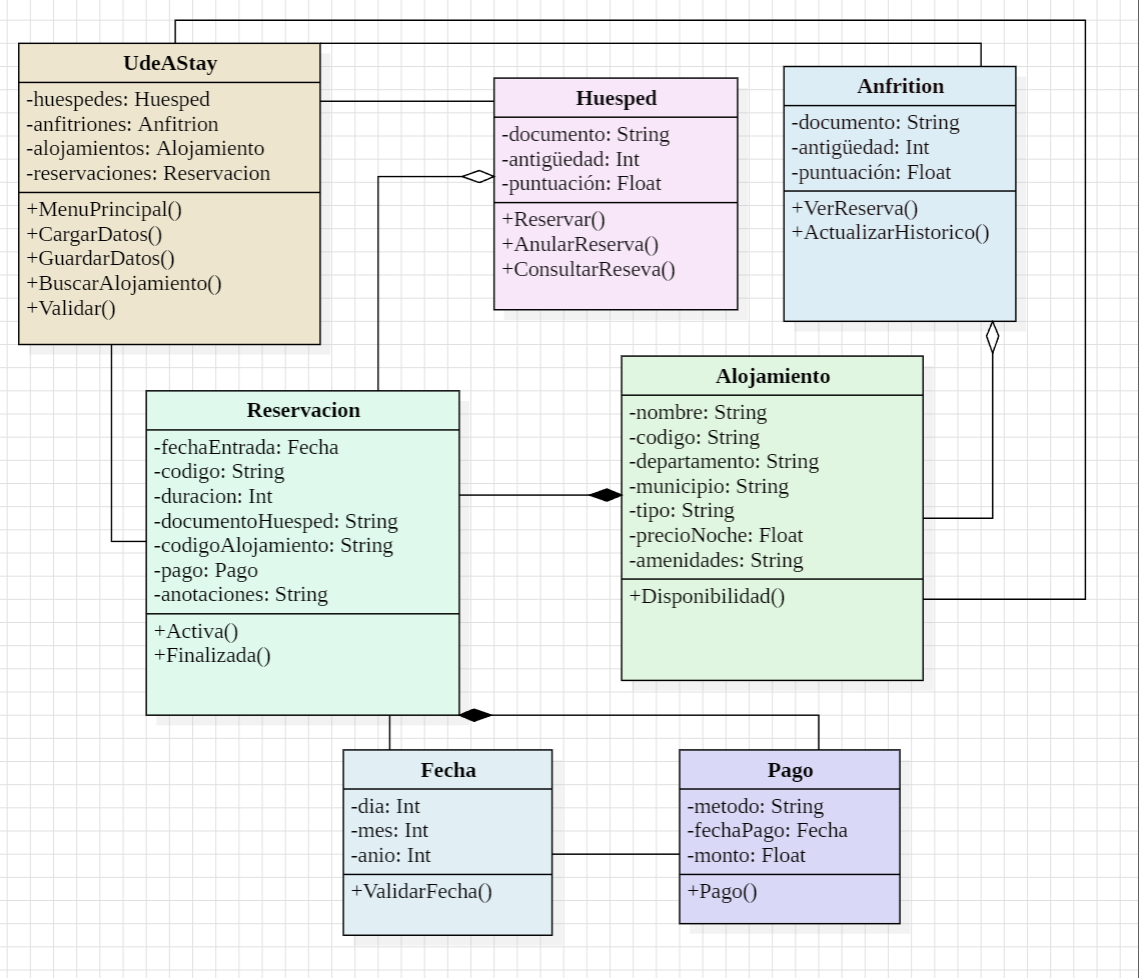 UdeAStay
-huespedes: Huesped
-anfitriones: Anfitrion
-alojamientos: Alojamiento
-reservaciones: Reservacion
+MenuPrincipal()
+CargarDatos()
+GuardarDatos()
+BuscarAlojamiento()
+Validar()
Huesped
-documento: String
-antigüedad: Int
-puntuación: Float
+Reservar()
+AnularReserva()
+ConsultarReseva()
Anfrition
-documento: String
-antigüedad: Int
-puntuación: Float
+VerReserva()
+ActualizarHistorico()
Reservacion
-fechaEntrada: Fecha
-codigo: String
-duracion: Int
-documentoHuesped: String
-codigoAlojamiento: String
-pago: Pago
-anotaciones: String
+Activa()
+Finalizada()
Alojamiento
-nombre: String
-codigo: String
-departamento: String
-municipio: String
-tipo: String
-precioNoche: Float
-amenidades: String
+Disponibilidad()
Fecha
-dia: Int
-mes: Int
-anio: Int
+ValidarFecha()
Pago
-metodo: String
-fechaPago: Fecha
-monto: Float
+Pago()